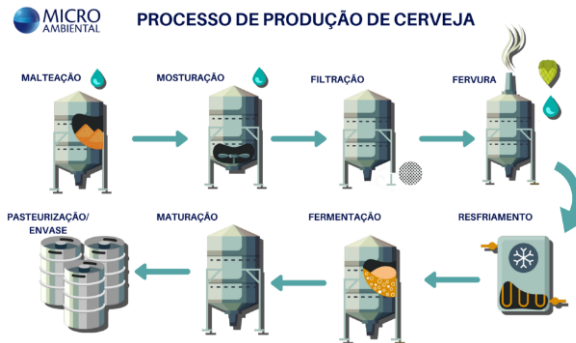 MICRO
AMBIENTAL
PROCESSO DE PRODUÇÃO DE CERVEJA
MALTEAÇÃO
MOSTURAÇÃO
FILTRAÇÃO
FERVURA
PASTEURIZAÇÃO/
ENVASE
MATURAÇÃO
FERMENTAÇÃO
RESFRIAMENTO